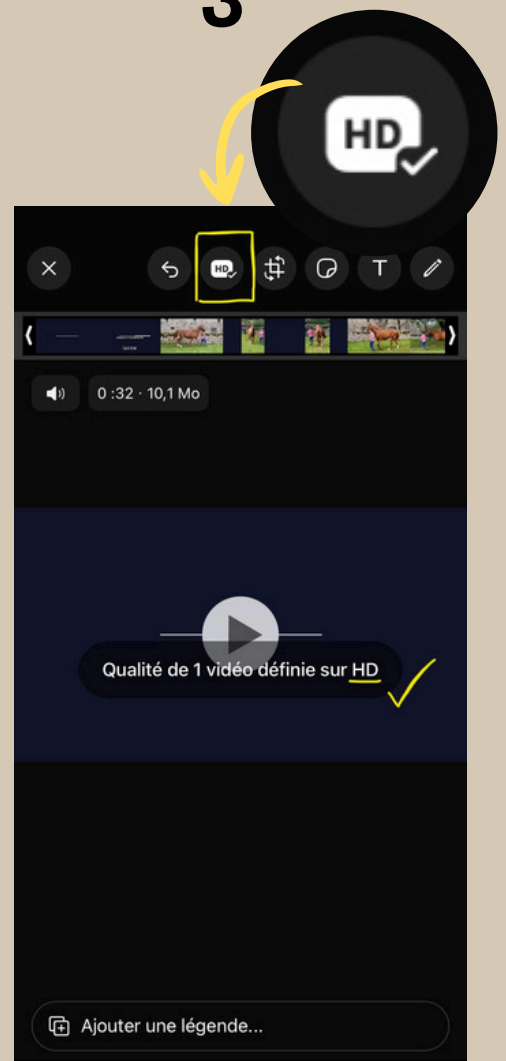 3
HD
HD
T
0 :32 · 10,1 Mo
Qualité de 1 vidéo définie sur HD
Ajouter une légende...